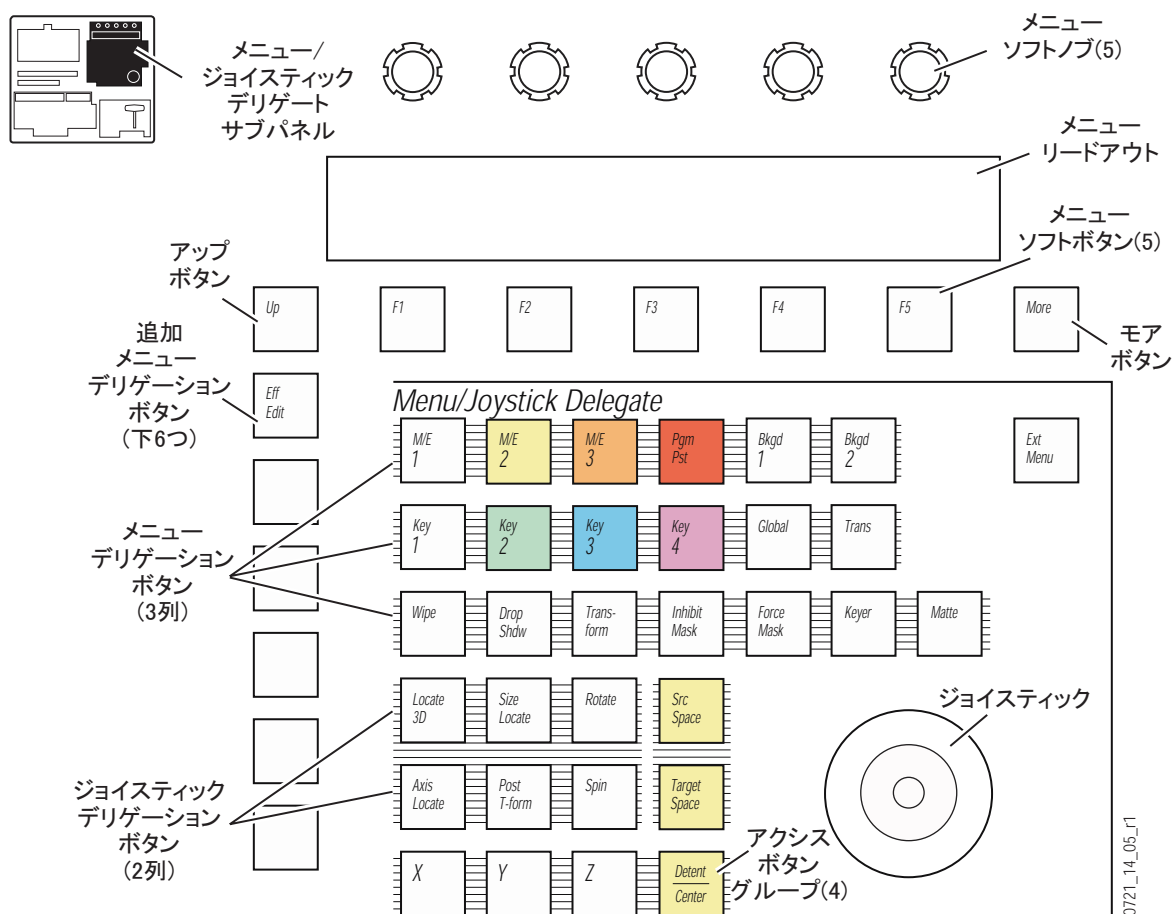 メニュー/
ジョイスティック
デリゲート
サブパネル
メニュー
ソフトノブ(5)
メニュー
リードアウト
メニュー
ソフトボタン(5)
アップ
ボタン
Up
F1
F2
F3
F4
F5
More
モア
ボタン
追加
メニュー
デリゲーション
ボタン
(下6つ)
Eff
Edit
Menu/Joystick Delegate
M/E
1
M/E
2
M/E
3
Pgm
Pst
Bkgd
1
Bkgd
2
Ext
Menu
メニュー
デリゲーション
ボタン
(3列)
Key
1
Key
2
Key
3
Key
4
Global
Trans
Wipe
Drop
Shdw
Trans-
form
Inhibit
Mask
Force
Mask
Keyer
Matte
Locate
3D
Size
Locate
Rotate
Src
Space
ジョイスティック
ジョイスティック
デリゲーション
ボタン
(2列)
Axis
Locate
Post
T-form
Spin
Target
Space
アクシス
ボタン
グループ(4)
X
Y
Z
Detent
Center
0721_14_05_r1